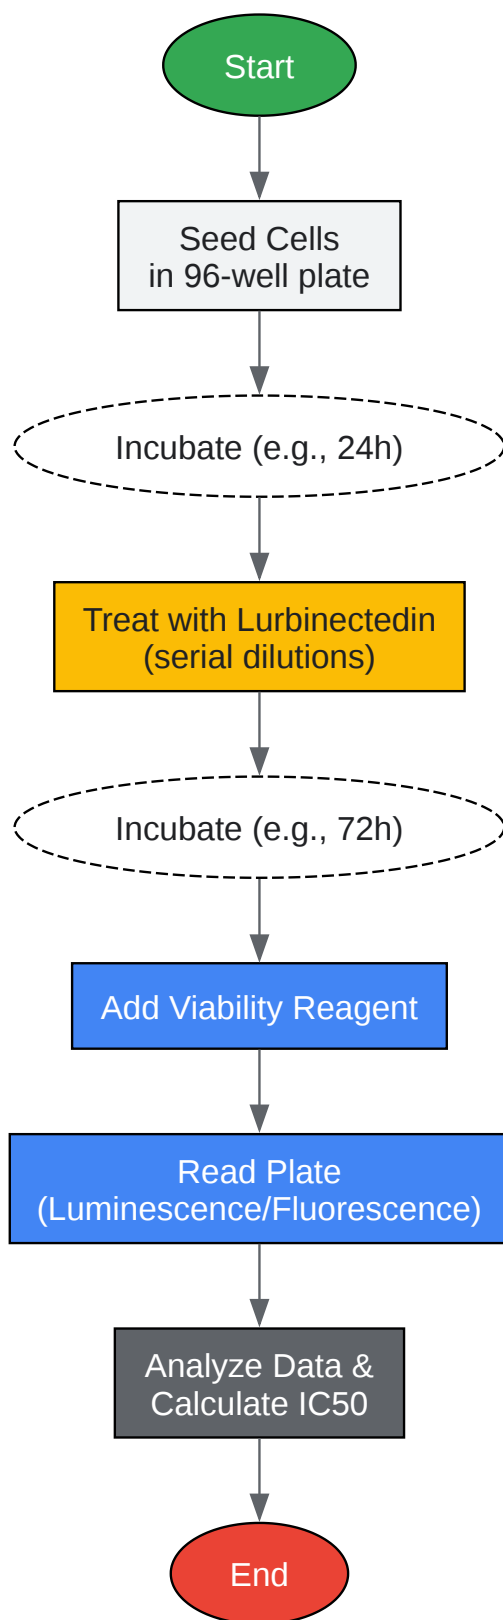 Start
Seed Cells
in 96-well plate
Incubate (e.g., 24h)
Treat with Lurbinectedin
(serial dilutions)
Incubate (e.g., 72h)
Add Viability Reagent
Read Plate
(Luminescence/Fluorescence)
Analyze Data &
Calculate IC50
End